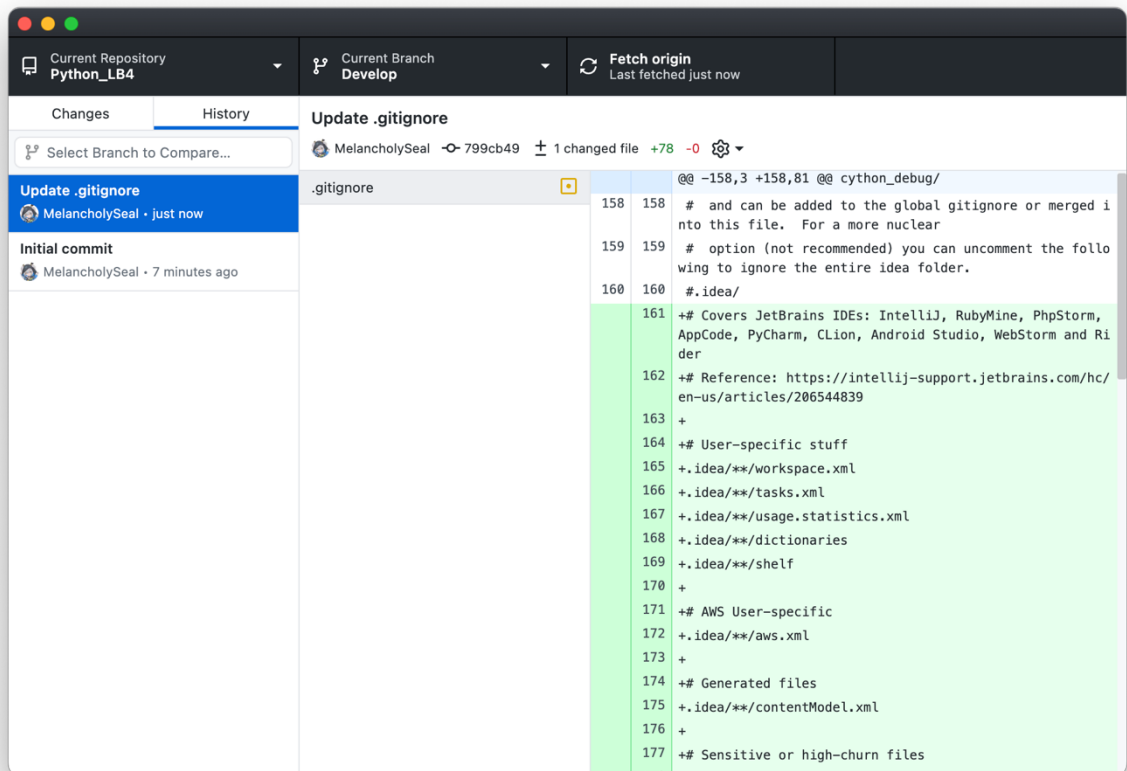 Current Repository
Python_LB4
Current Branch
Develop
Fetch origin
Last fetched just now
Changes
History
Select Branch to Compare...
Update .gitignore
MelancholySeal • just now
Initial commit
MelancholySeal • 7 minutes ago
Update .gitignore
MelancholySeal 799cb49 1 changed file +78 -0
.gitignore
@@ -158,3 +158,81 @@ cython_debug/
158 158 # and can be added to the global gitignore or merged i
nto this file. For a more nuclear
159 159 # option (not recommended) you can uncomment the follo
wing to ignore the entire idea folder.
160 160 #.idea/
161 +# Covers JetBrains IDEs: IntelliJ, RubyMine, PhpStorm,
AppCode, PyCharm, CLion, Android Studio, WebStorm and Ri
der
162 +# Reference: https://intellij-support.jetbrains.com/hc/
en-us/articles/206544839
163 +
164 +# User-specific stuff
165 +.idea/**/workspace.xml
166 +.idea/**/tasks.xml
167 +.idea/**/usage.statistics.xml
168 +.idea/**/dictionaries
169 +.idea/**/shelf
170 +
171 +# AWS User-specific
172 +.idea/**/aws.xml
173 +
174 +# Generated files
175 +.idea/**/contentModel.xml
176 +
177 +# Sensitive or high-churn files